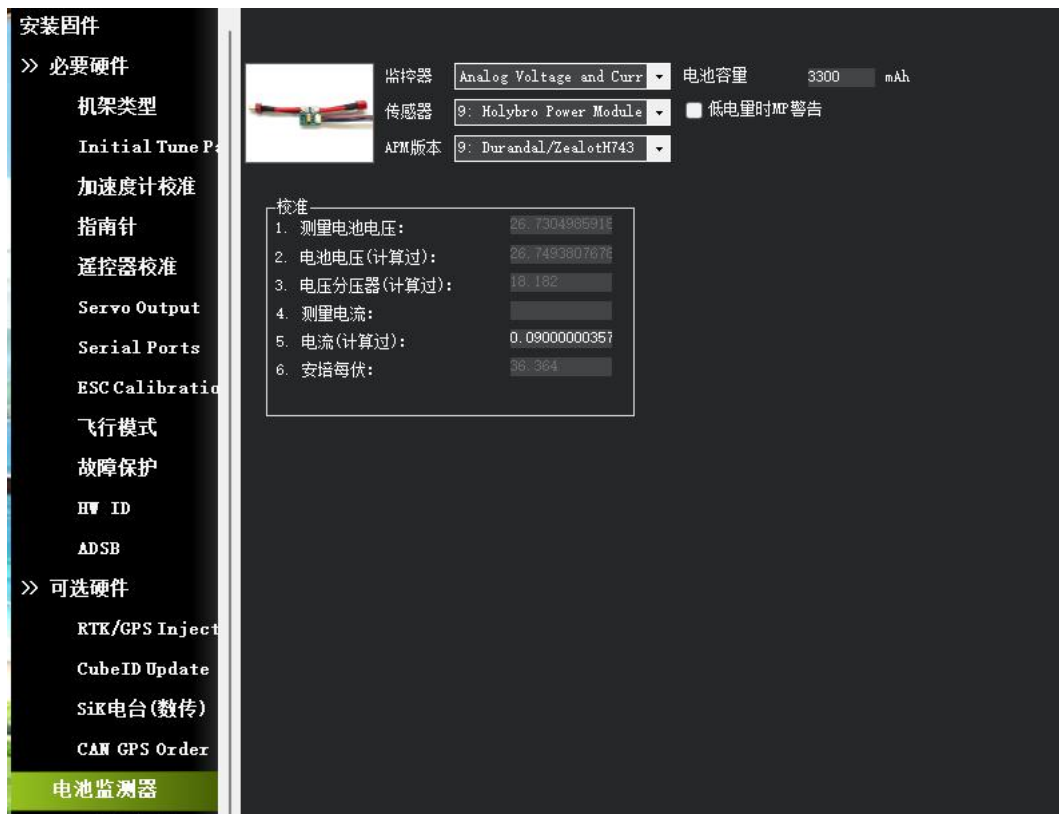 安装固件
>> 必要硬件
机架类型
Initial Tune Pa
加速度计校准
指南针
遥控器校准
Servo Output
Serial Ports
ESC Calibratio
飞行模式
故障保护
HW ID
ADSB
>> 可选硬件
RTK/GPS Inject
CubeID Update
SiK电台(数传)
CAN GPS Order
电池监测器
监控器 Analog Voltage and Curr 电池容量 3300 mAh
传感器 9: Holybro Power Module 低电量时MP警告
APM版本 9: Durandal/ZealotH743
校准
1. 测量电池电压: 26.7304985918
2. 电池电压(计算过): 26.7493807678
3. 电压分压器(计算过): 18.182
4. 测量电流:
5. 电流(计算过): 0.09000000357
6. 安培每伏: 36.364